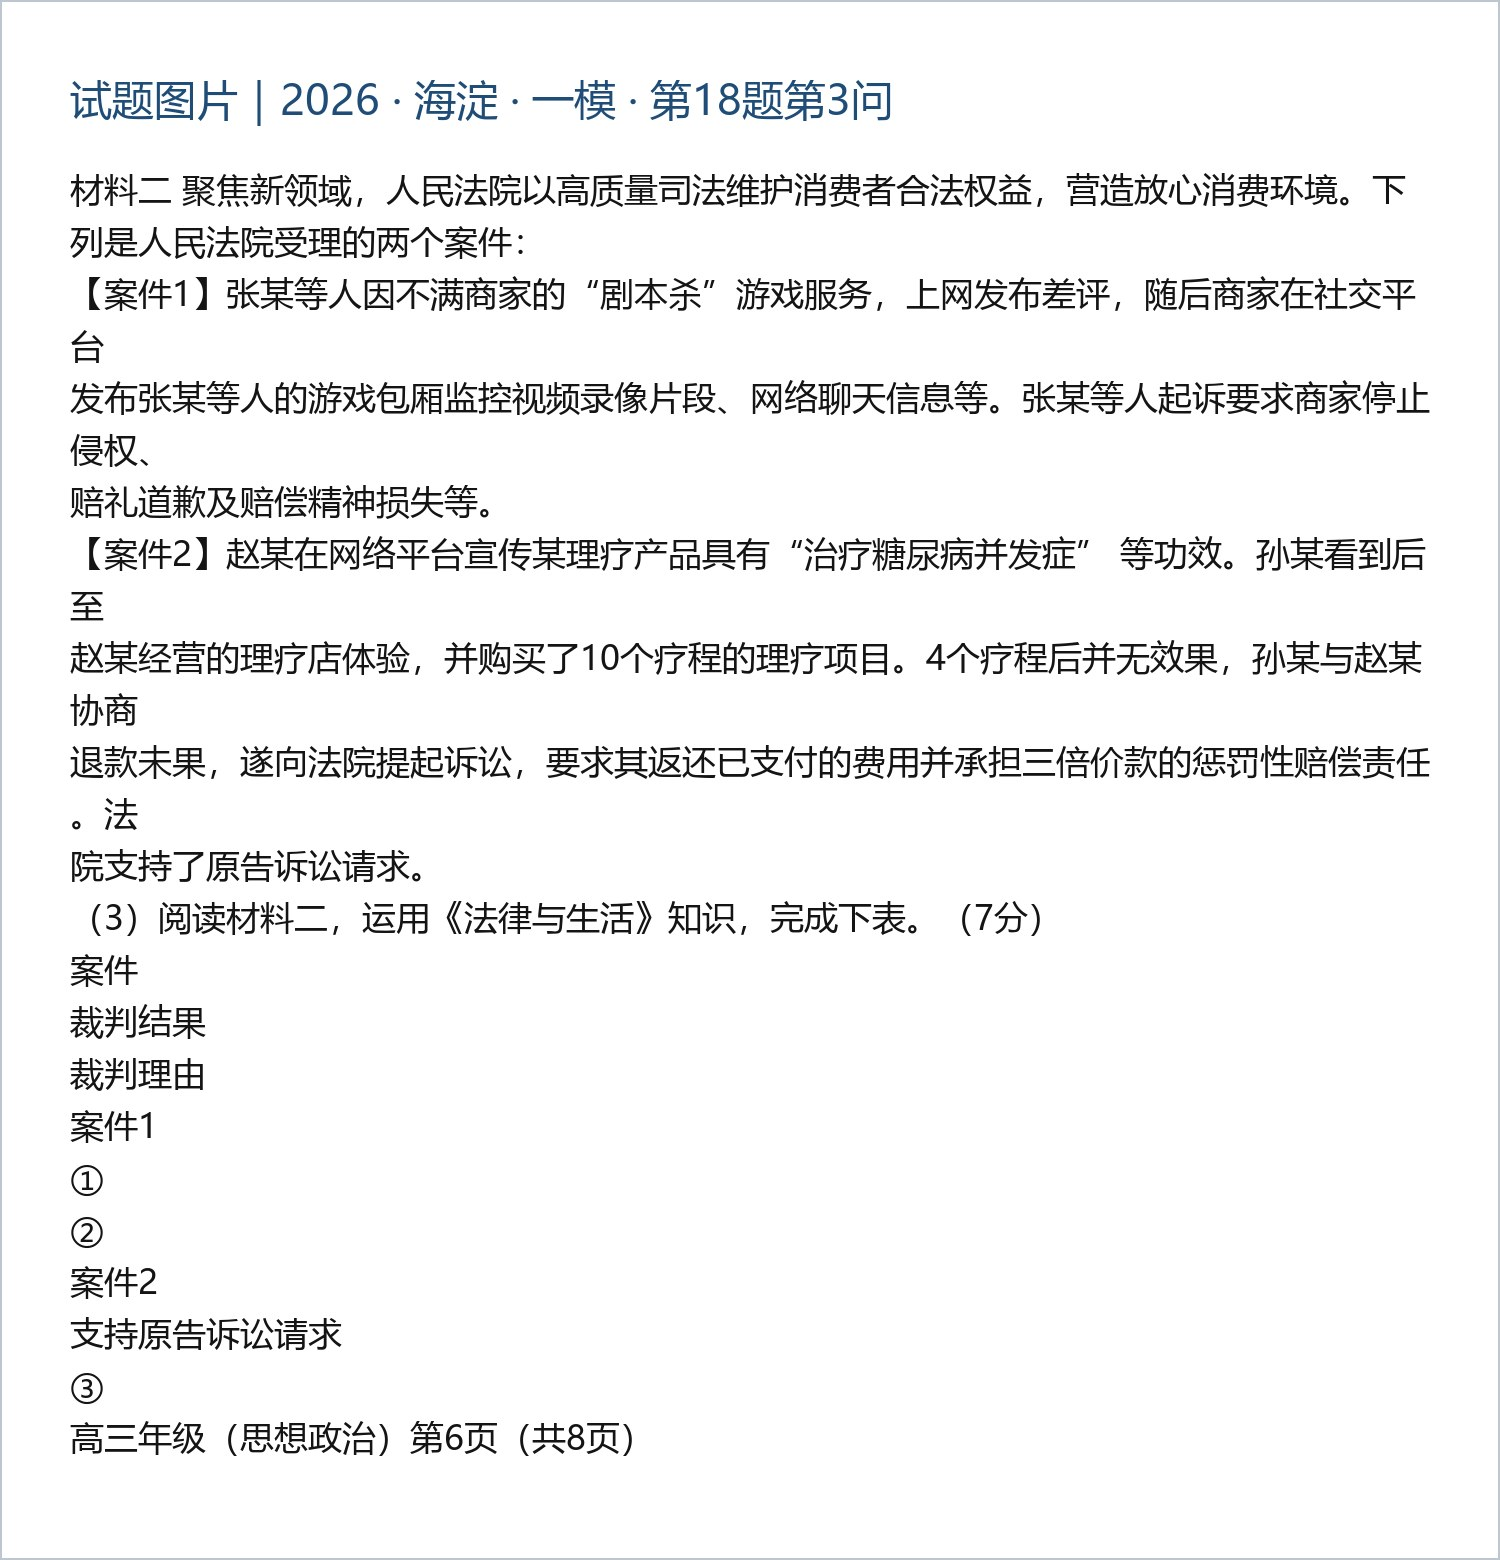 试题图片 | 2026 · 海淀 · 一模 · 第18题第3问
材料二 聚焦新领域，人民法院以高质量司法维护消费者合法权益，营造放心消费环境。下
列是人民法院受理的两个案件：
【案件1】张某等人因不满商家的“剧本杀”游戏服务，上网发布差评，随后商家在社交平
台
发布张某等人的游戏包厢监控视频录像片段、网络聊天信息等。张某等人起诉要求商家停止
侵权、
赔礼道歉及赔偿精神损失等。
【案件2】赵某在网络平台宣传某理疗产品具有“治疗糖尿病并发症” 等功效。孙某看到后
至
赵某经营的理疗店体验，并购买了10个疗程的理疗项目。4个疗程后并无效果，孙某与赵某
协商
退款未果，遂向法院提起诉讼，要求其返还已支付的费用并承担三倍价款的惩罚性赔偿责任
。法
院支持了原告诉讼请求。
（3）阅读材料二，运用《法律与生活》知识，完成下表。（7分）
案件
裁判结果
裁判理由
案件1
①
②
案件2
支持原告诉讼请求
③
高三年级（思想政治）第6页（共8页）